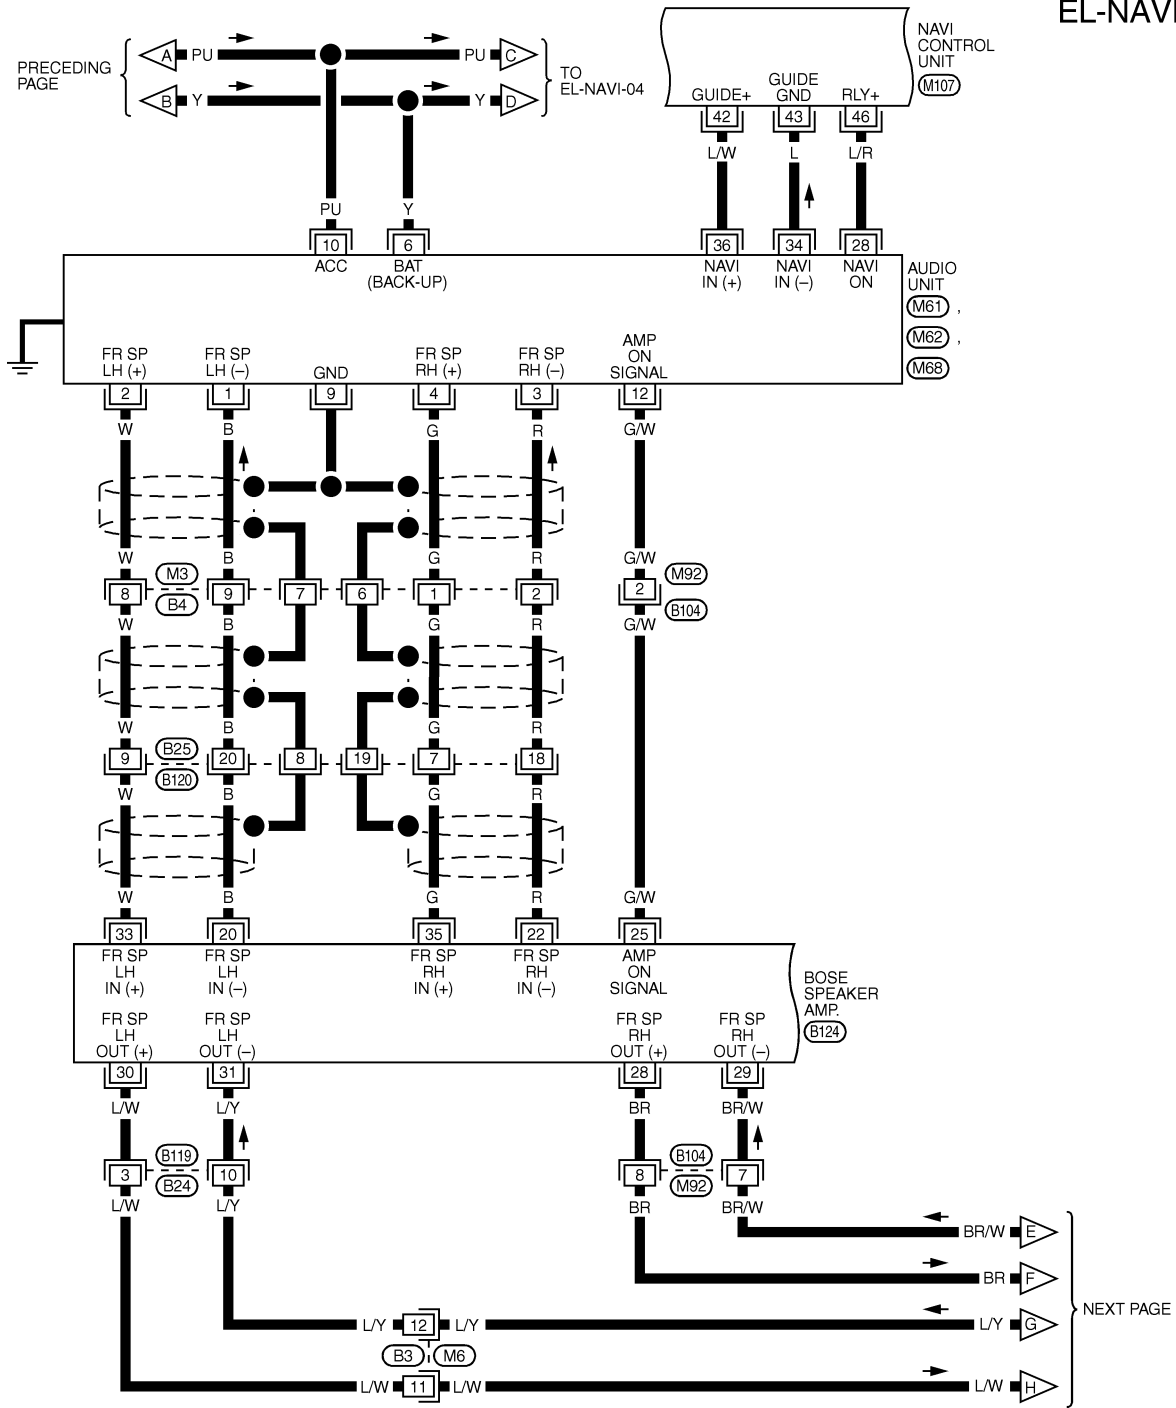 EL-NAVI
PRECEDING
PAGE
A PU PU C
B Y Y D
TO
EL-NAVI-04
NAVI
CONTROL
UNIT
M107
GUIDE+ GUIDE
GND RLY+
42 43 46
L/W L L/R
PU Y
10 6 36 34 28
ACC BAT
(BACK-UP)
NAVI
IN (+)
NAVI
IN (–)
NAVI
ON
AUDIO
UNIT
M61 ,
M62 ,
M68
FR SP
LH (+)
FR SP
LH (–)
GND
FR SP
RH (+)
FR SP
RH (–)
AMP
ON
SIGNAL
2 1 9 4 3 12
W B G R G/W
W B G R G/W
M3
B4
M92
B104
8 9 7 6 1 2 2
W B G R G/W
W B G R
B25
B120
9 20 8 19 7 18
W B G R
W B G R G/W
33 20 35 22 25
FR SP
LH
IN (+)
FR SP
LH
IN (–)
FR SP
RH
IN (+)
FR SP
RH
IN (–)
AMP
ON
SIGNAL
BOSE
SPEAKER
AMP.
B124
FR SP
LH
OUT (+)
FR SP
LH
OUT (–)
FR SP
RH
OUT (+)
FR SP
RH
OUT (–)
30 31 28 29
L/W L/Y BR BR/W
B119
B24
B104
M92
3 10 8 7
L/W L/Y BR BR/W
BR/W E
BR F
L/Y 12 L/Y L/Y G
B3 M6
L/W 11 L/W L/W H
NEXT PAGE